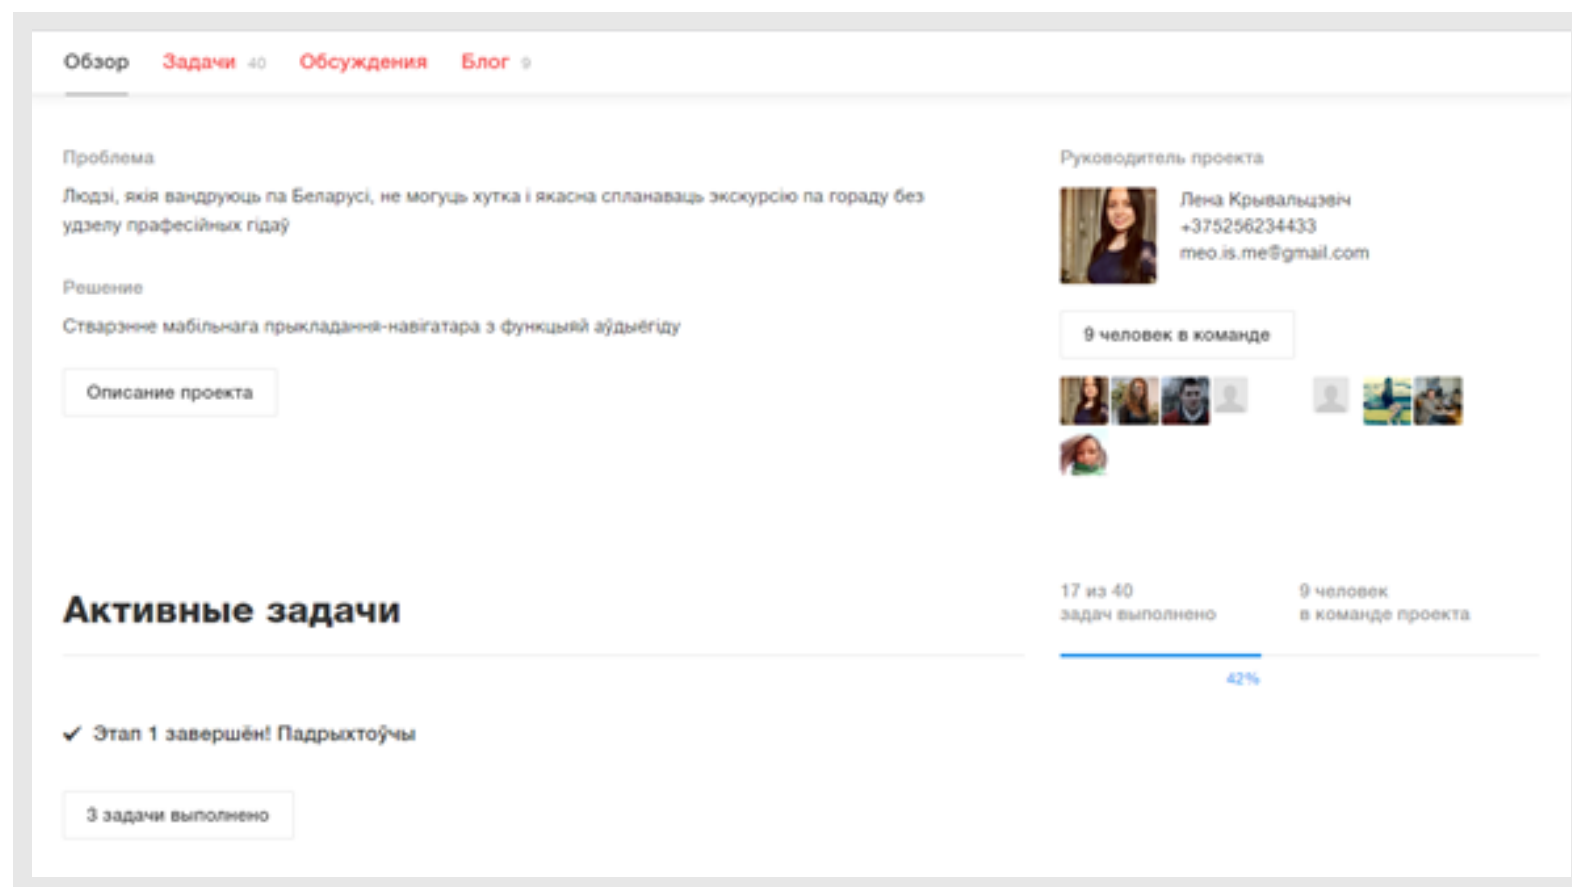 Обзор Задачи 40 Обсуждения Блог 9
Проблема
Людзі, якія вандруюць па Беларусі, не могуць хутка і якасна спланаваць экскурсію па гораду без
удзелу прафесійных гідаў
Решение
Стварэнне мабільнага прыкладання-навігатара з функцыяй аўдыёгіду
Описание проекта
Руководитель проекта
Лена Крывальцэвіч
+375256234433
meo.is.me@gmail.com
9 человек в команде
Активные задачи
17 из 40
задач выполнено
9 человек
в команде проекта
42%
✓ Этап 1 завершён! Падрыхтоўчы
3 задачи выполнено